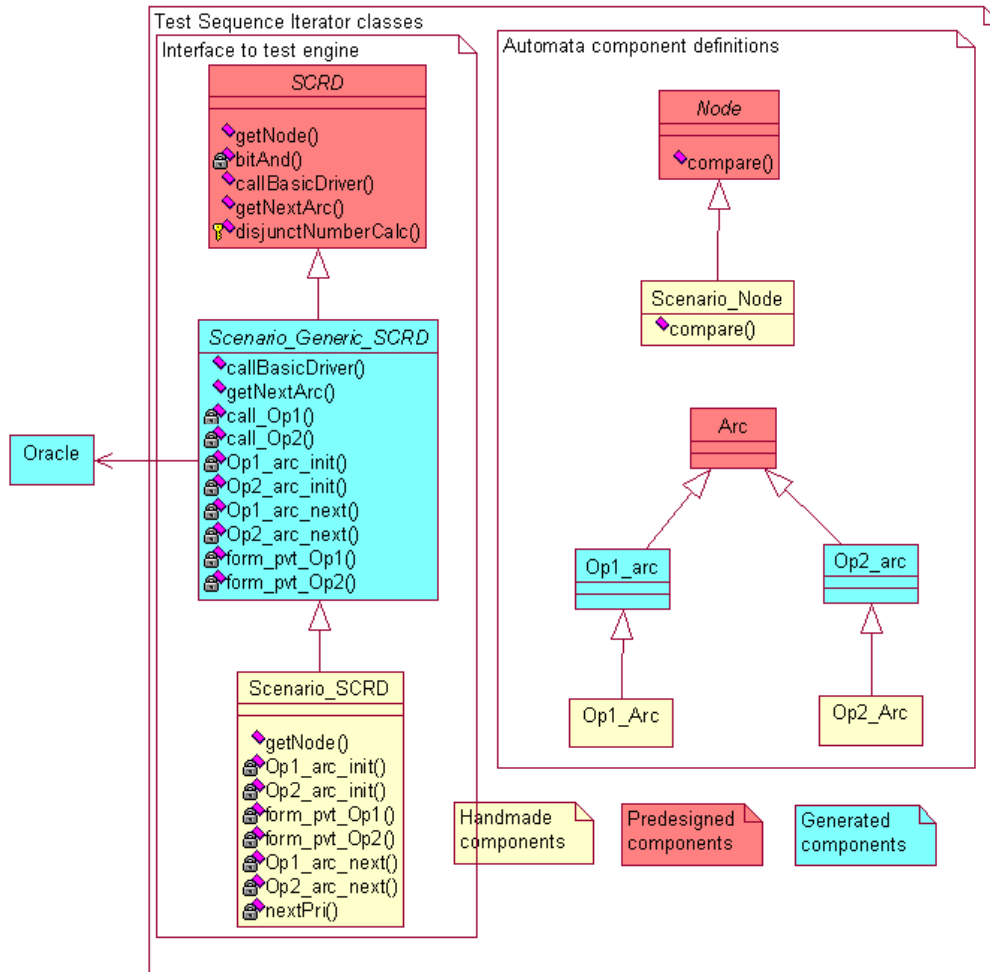 Test Sequence Iterator classes
Interface to test engine
SCRD
getNode()
bitAnd()
callBasicDriver()
getNextArc()
disjunctNumberCalc()
Scenario_Generic_SCRD
callBasicDriver()
getNextArc()
call_Op1()
call_Op2()
Op1_arc_init()
Op2_arc_init()
Op1_arc_next()
Op2_arc_next()
form_pvt_Op1()
form_pvt_Op2()
Oracle
Scenario_SCRD
getNode()
Op1_arc_init()
Op2_arc_init()
form_pvt_Op1()
form_pvt_Op2()
Op1_arc_next()
Op2_arc_next()
nextPri()
Automata component definitions
Node
compare()
Scenario_Node
compare()
Arc
Op1_arc
Op2_arc
Op1_Arc
Op2_Arc
Handmade
components
Predesigned
components
Generated
components